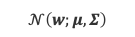 𝒩(𝒘; 𝝁, 𝜮)